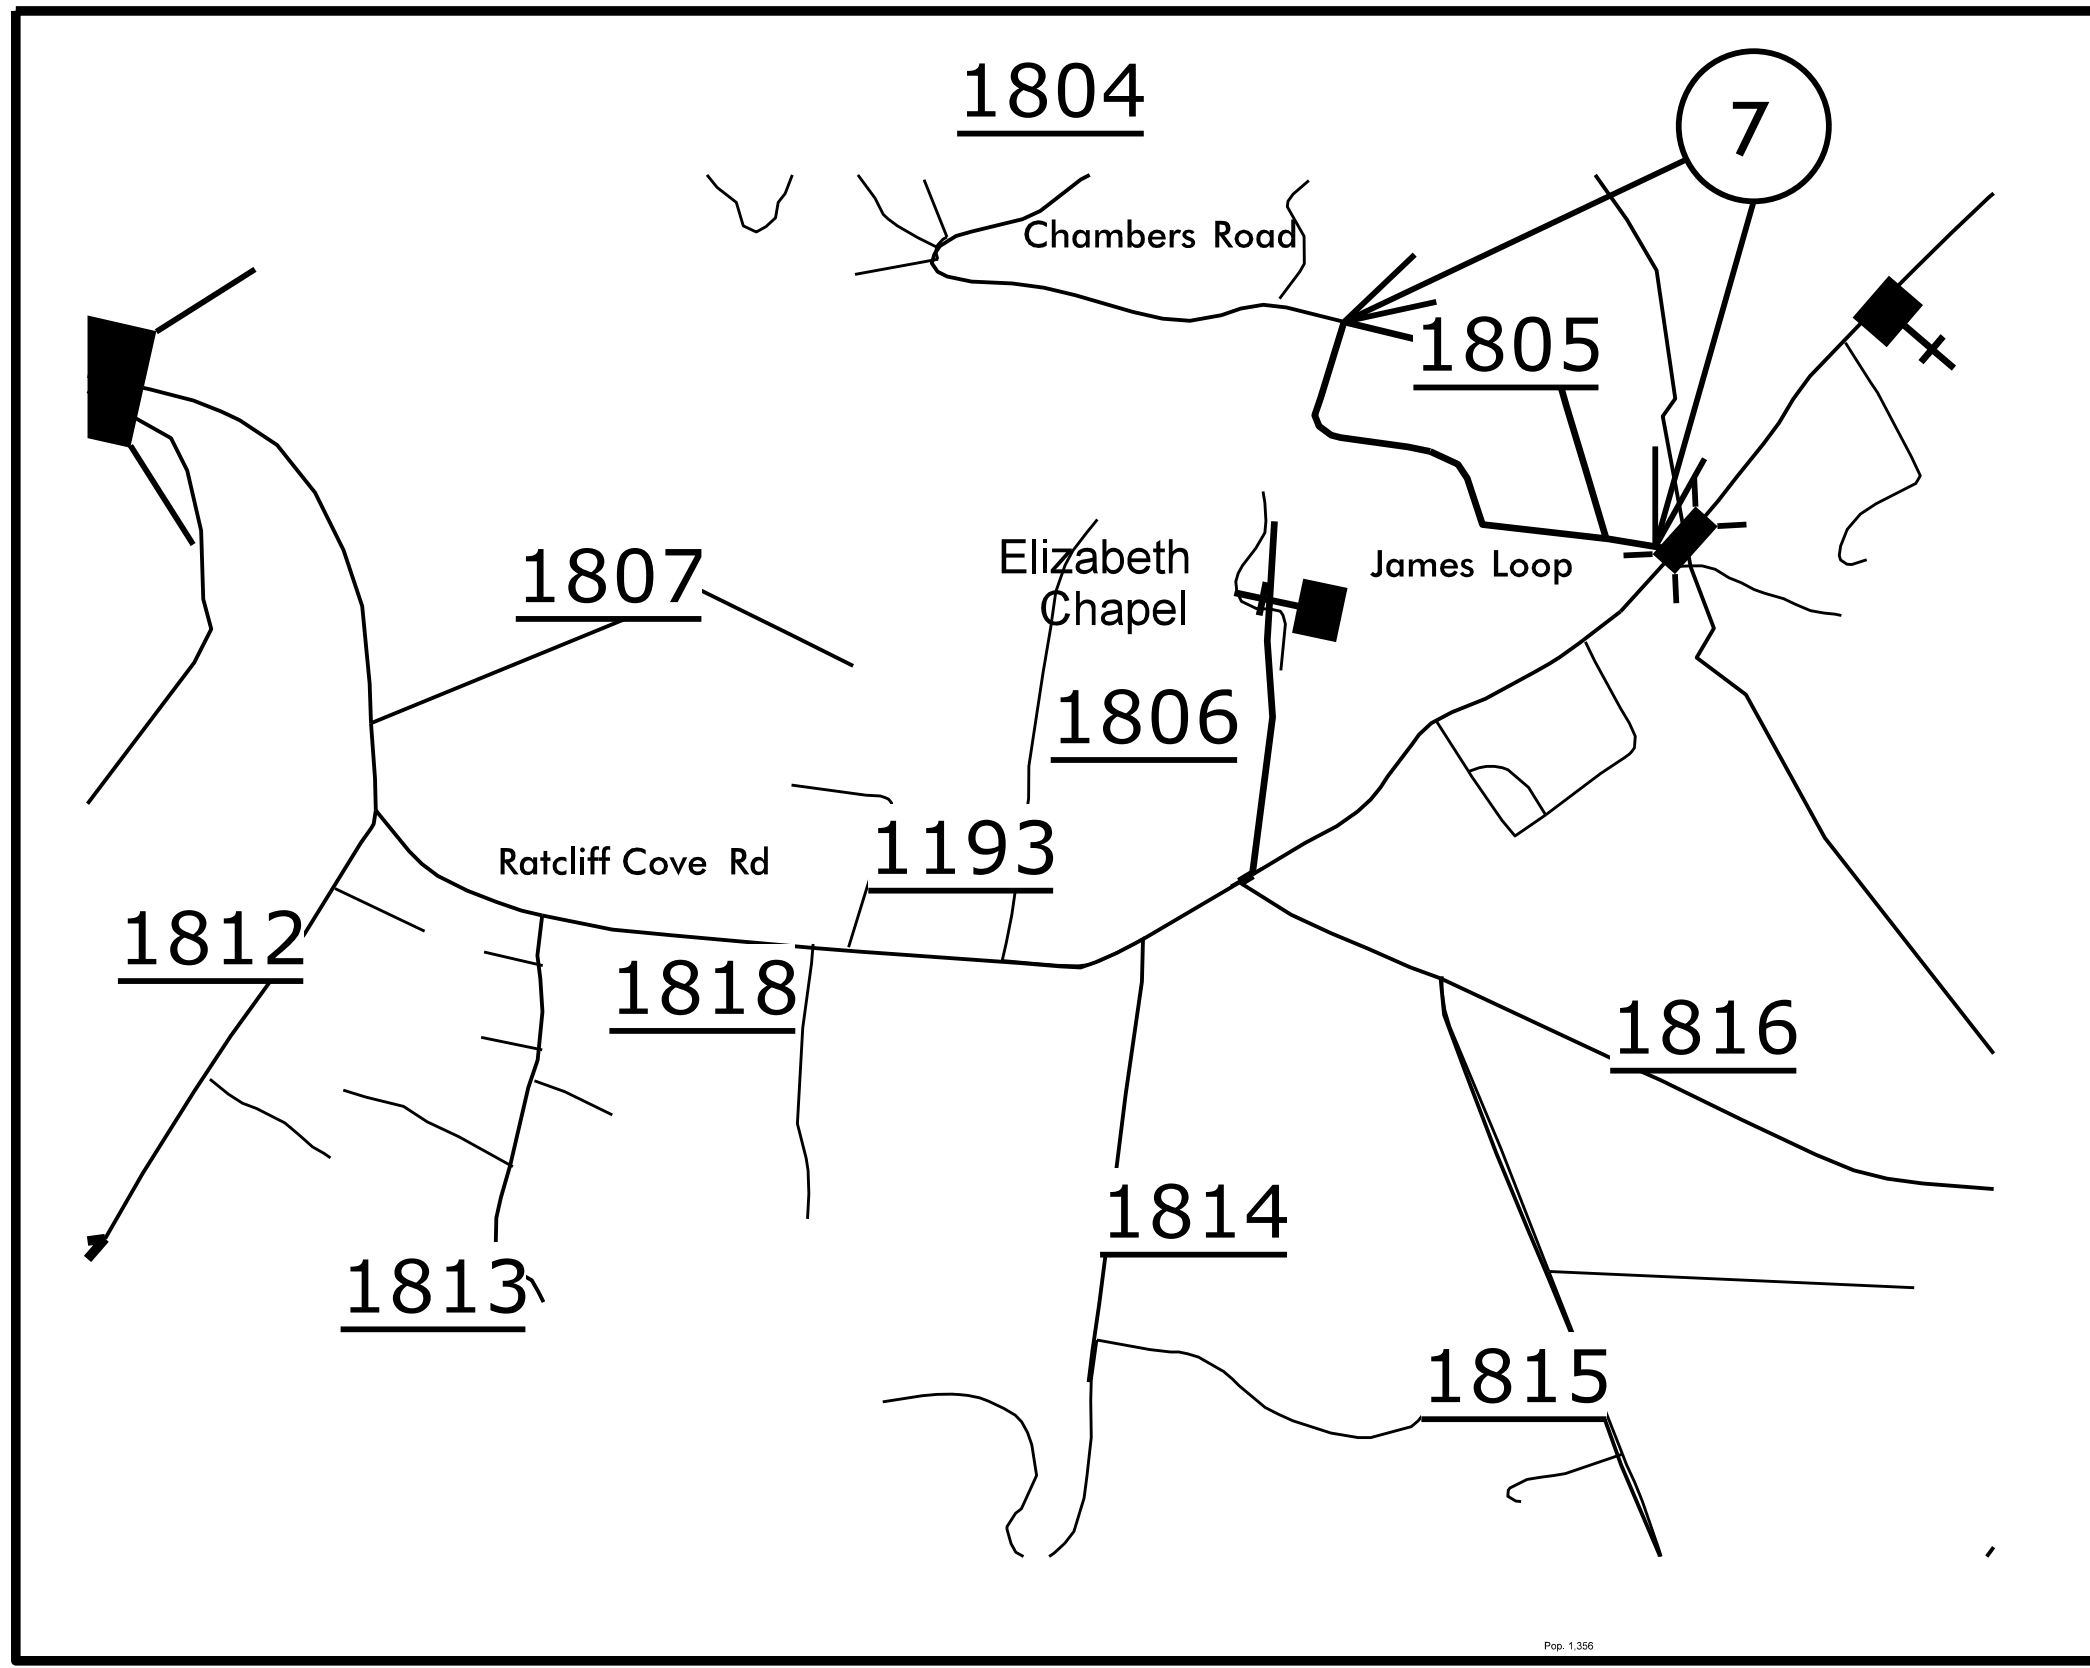 1804
7
Chambers Road
1805
1807
Elizabeth
Chapel
James Loop
1806
1193
Ratcliff Cove Rd
1812
1818
1816
1814
1813
1815
Pop. 1,356